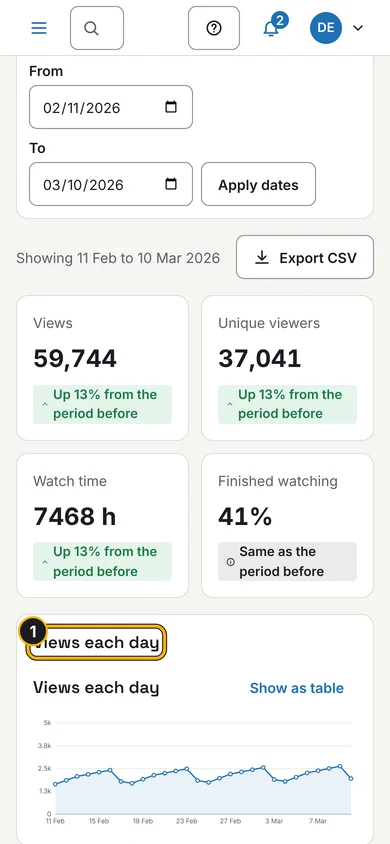 2
DE
From
02/11/2026
To
03/10/2026
Apply dates
Showing 11 Feb to 10 Mar 2026
Export CSV
Views
59,744
Up 13% from the
period before
Unique viewers
37,041
Up 13% from the
period before
Watch time
7468 h
Up 13% from the
period before
Finished watching
41%
Same as the
period before
1
Views each day
Views each day
Show as table
5k
3.8k
2.5k
1.3k
0
11 Feb 15 Feb 19 Feb 23 Feb 27 Feb 3 Mar 7 Mar